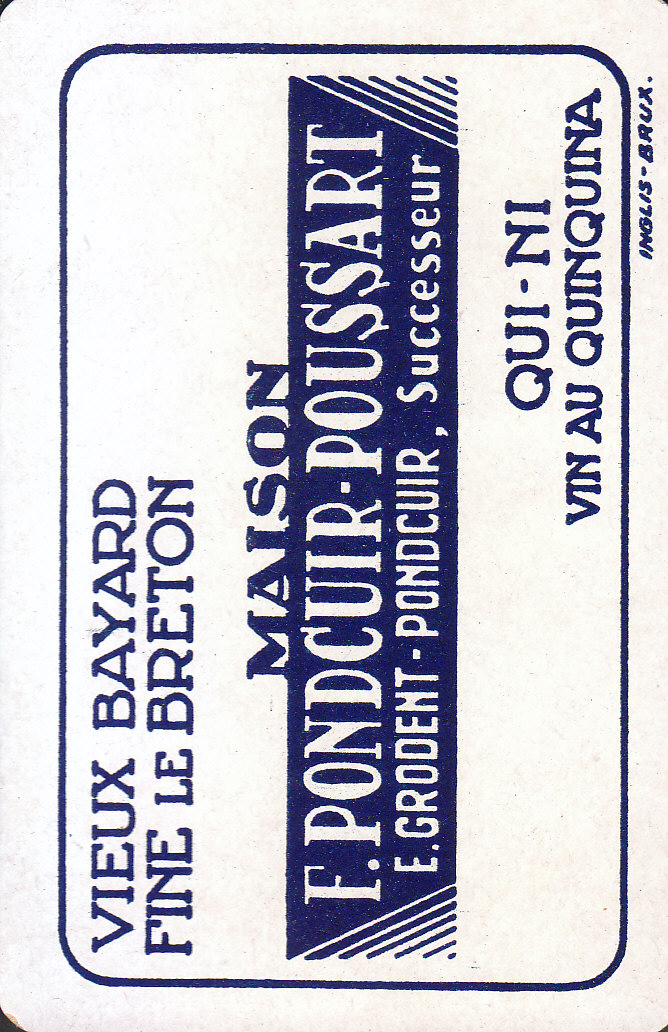 VIEUX BAYARD
FINE LE BRETON
MAISON
F. PONDCUIR-POUSSART
E. GRODENT-PONDCUIR, Successeur
QUI-NI
VIN AU QUINQUINA
INGLIS-BRUX.